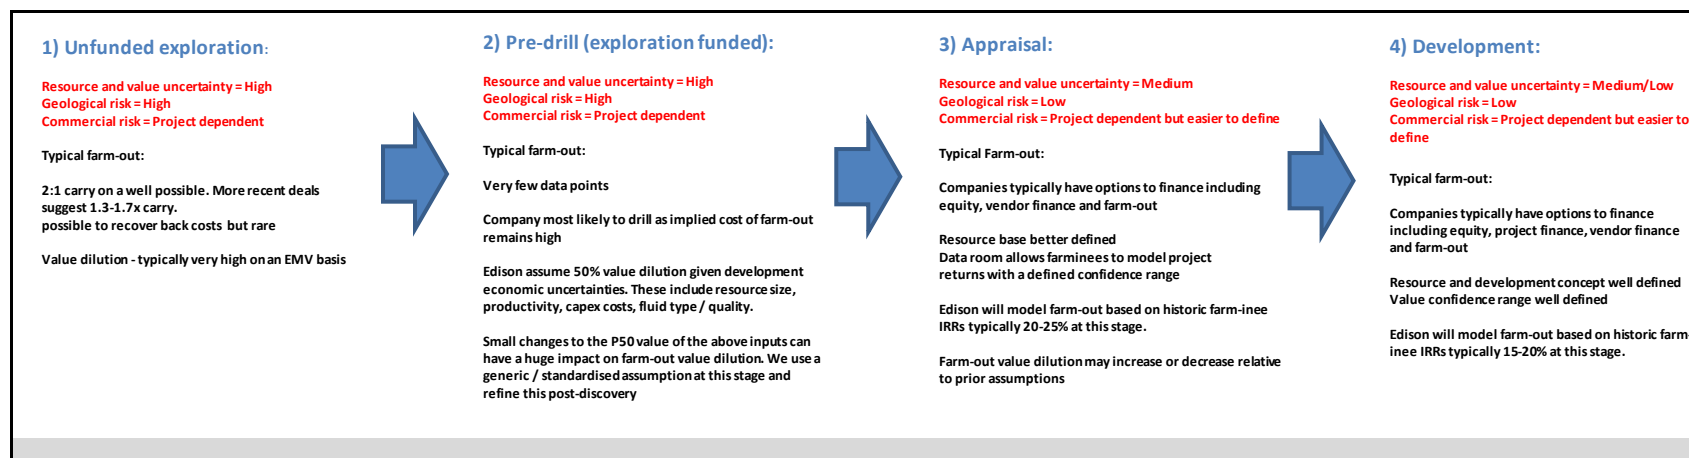 1) Unfunded exploration:
Resource and value uncertainty = High
Geological risk = High
Commercial risk = Project dependent
Typical farm-out:
2:1 carry on a well possible. More recent deals
suggest 1.3-1.7x carry.
possible to recover back costs but rare
Value dilution - typically very high on an EMV basis
2) Pre-drill (exploration funded):
Resource and value uncertainty = High
Geological risk = High
Commercial risk = Project dependent
Typical farm-out:
Very few data points
Company most likely to drill as implied cost of farm-out
remains high
Edison assume 50% value dilution given development
economic uncertainties. These include resource size,
productivity, capex costs, fluid type / quality.
Small changes to the P50 value of the above inputs can
have a huge impact on farm-out value dilution. We use a
generic / standardised assumption at this stage and
refine this post-discovery
3) Appraisal:
Resource and value uncertainty = Medium
Geological risk = Low
Commercial risk = Project dependent but easier to define
Typical Farm-out:
Companies typically have options to finance including
equity, vendor finance and farm-out
Resource base better defined
Data room allows farminees to model project
returns with a defined confidence range
Edison will model farm-out based on historic farm-inee
IRRs typically 20-25% at this stage.
Farm-out value dilution may increase or decrease relative
to prior assumptions
4) Development:
Resource and value uncertainty = Medium/Low
Geological risk = Low
Commercial risk = Project dependent but easier to
define
Typical farm-out:
Companies typically have options to finance
including equity, project finance, vendor finance
and farm-out
Resource and development concept well defined
Value confidence range well defined
Edison will model farm-out based on historic farm-
inee IRRs typically 15-20% at this stage.